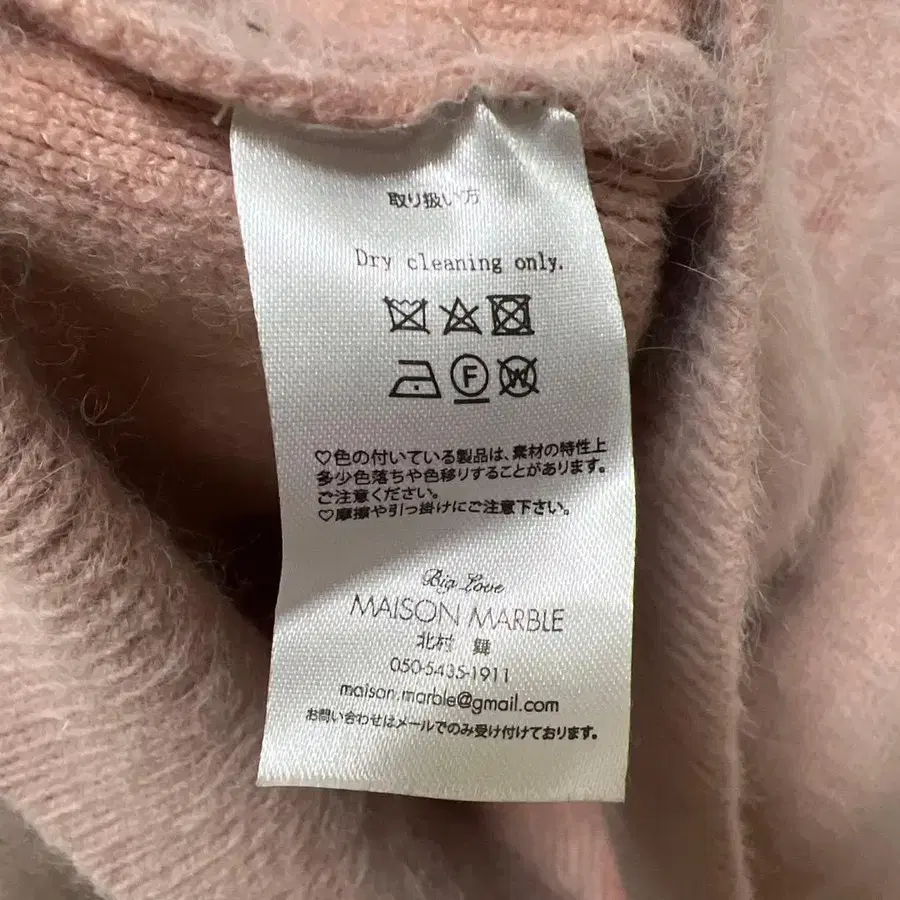 取り扱い方
Dry cleaning only.
F W
♡色の付いている製品は、素材の特性上
多少色落ちや色移りすることがあります。
ご注意ください。
♡摩擦や引っ掛けにご注意下さい。
Big Love
MAISON MARBLE
北村 舞
050-5435-1911
maison.marble@gmail.com
お問い合わせはメールでのみ受け付けております。